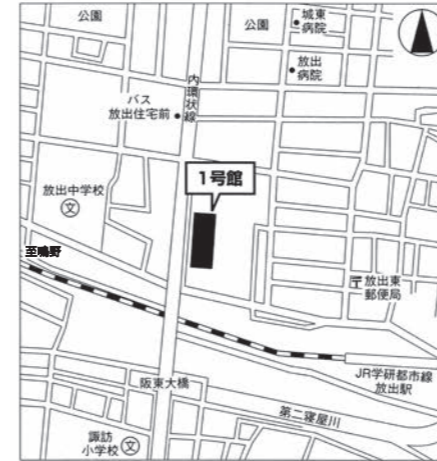 公園
公園
城東
病院
放出
病院
内環状線
バス
放出住宅前
1号館
放出中学校
文
至鴫野
〒放出東
郵便局
JR学研都市線
放出駅
阪東大橋
第二寝屋川
諏訪
小学校
文